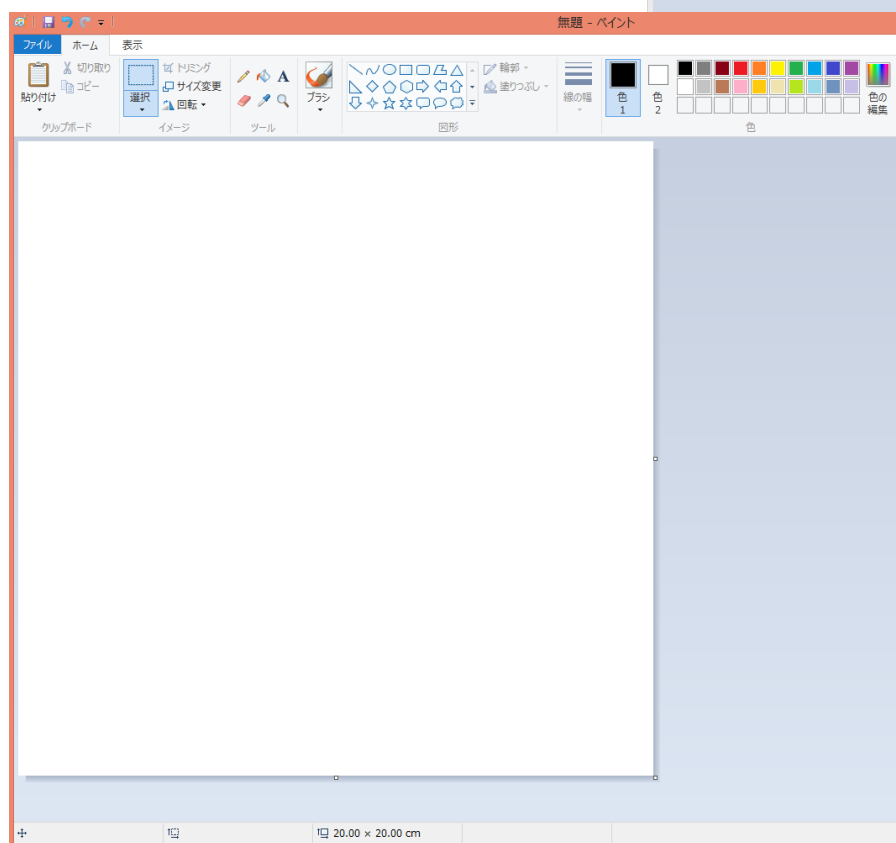 無題 - ペイント
ファイル ホーム 表示
貼り付け
切り取り
コピー
クリップボード
選択
トリミング
サイズ変更
回転
イメージ
A
ツール
ブラシ
輪郭
塗りつぶし
図形
線の幅
色
1
色
2
色の
編集
色
20.00 × 20.00 cm